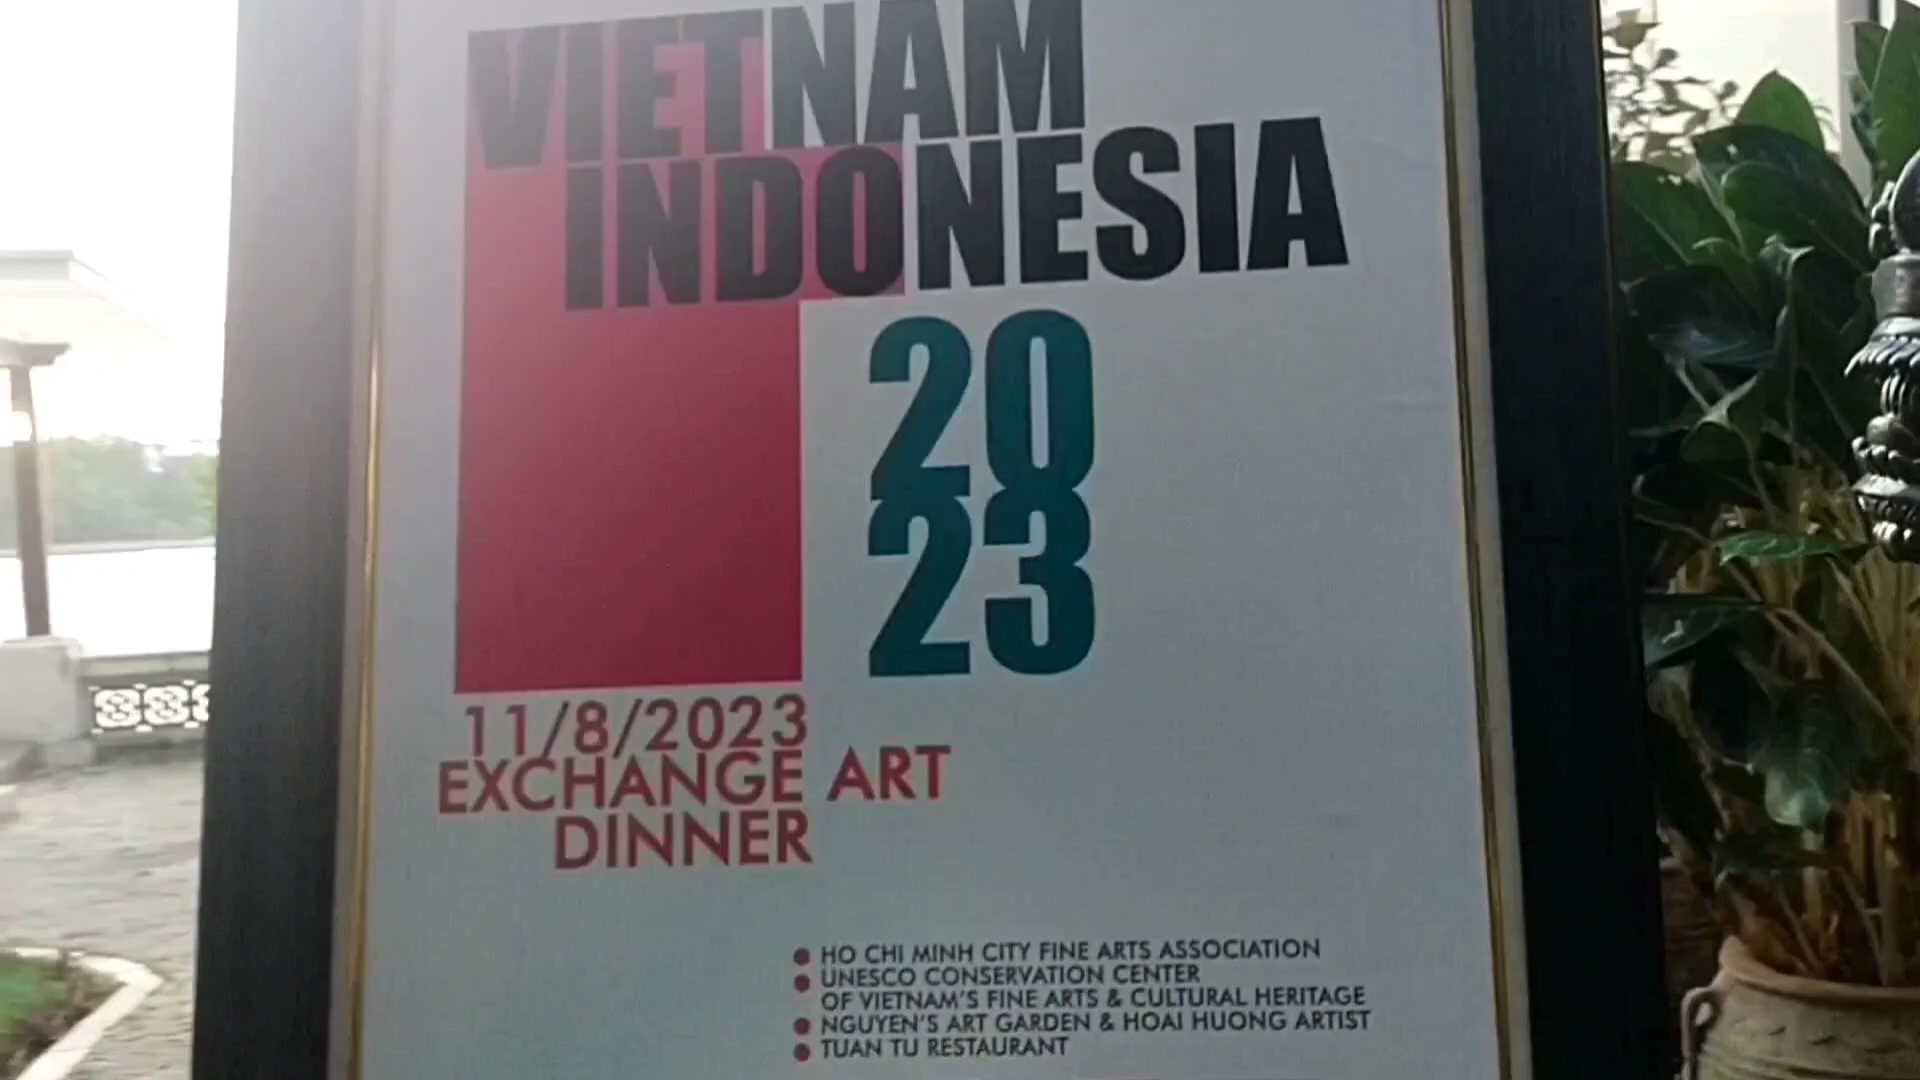 VIETNAM
INDONESIA
20
23
11/8/2023
EXCHANGE ART
DINNER
HO CHI MINH CITY FINE ARTS ASSOCIATION
UNESCO CONSERVATION CENTER
OF VIETNAM'S FINE ARTS & CULTURAL HERITAGE
NGUYEN'S ART GARDEN & HOAI HUONG ARTIST
TUAN TU RESTAURANT